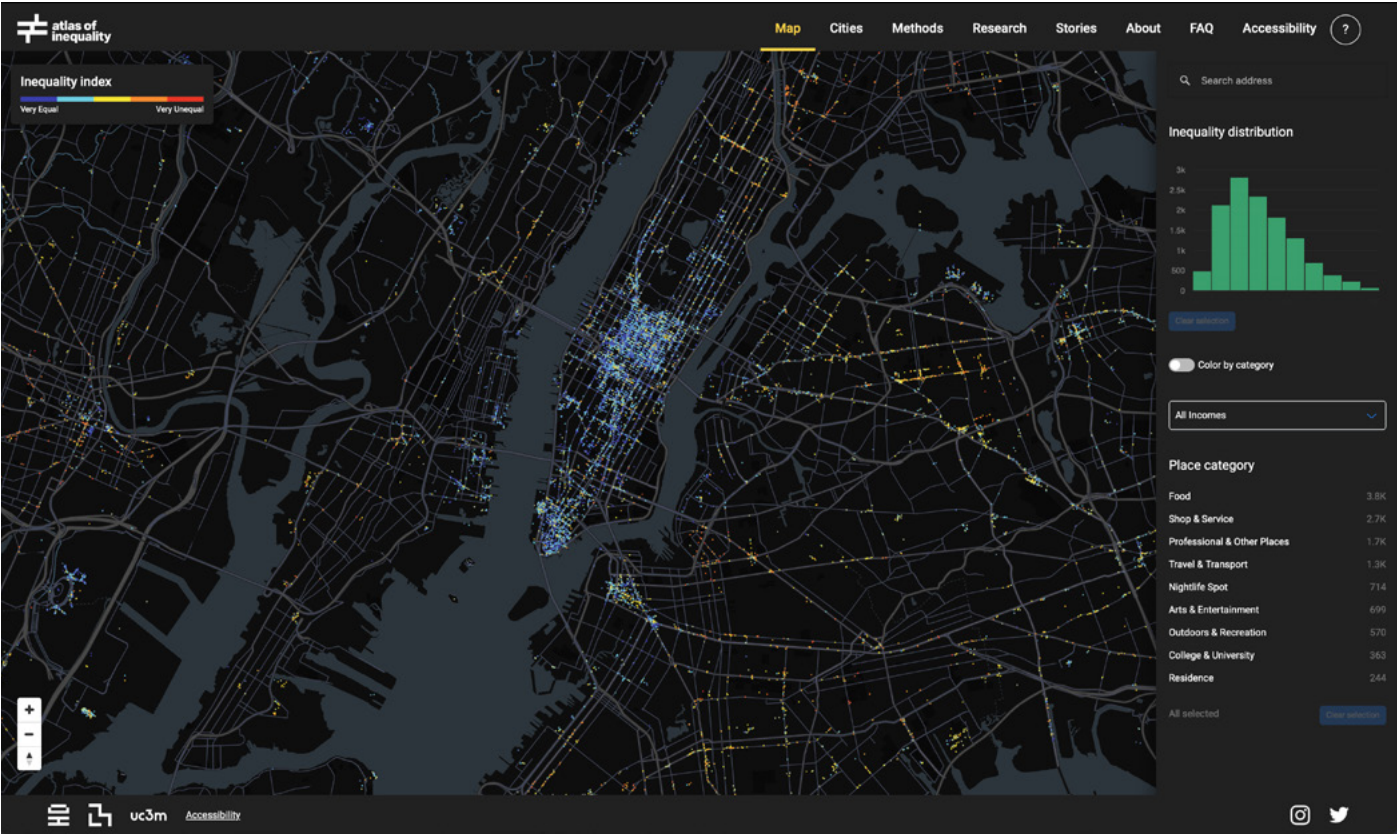 atlas of
inequality
Map Cities Methods Research Stories About FAQ Accessibility ?
Inequality index
Very Equal Very Unequal
Search address
Inequality distribution
3k
2.5k
2k
1.5k
1k
500
0
Clear selection
Color by category
All Incomes
Place category
Food 3.8K
Shop & Service 2.7K
Professional & Other Places 1.7K
Travel & Transport 1.3K
Nightlife Spot 714
Arts & Entertainment 699
Outdoors & Recreation 570
College & University 363
Residence 244
All selected Clear selection
+
−
uc3m Accessibility